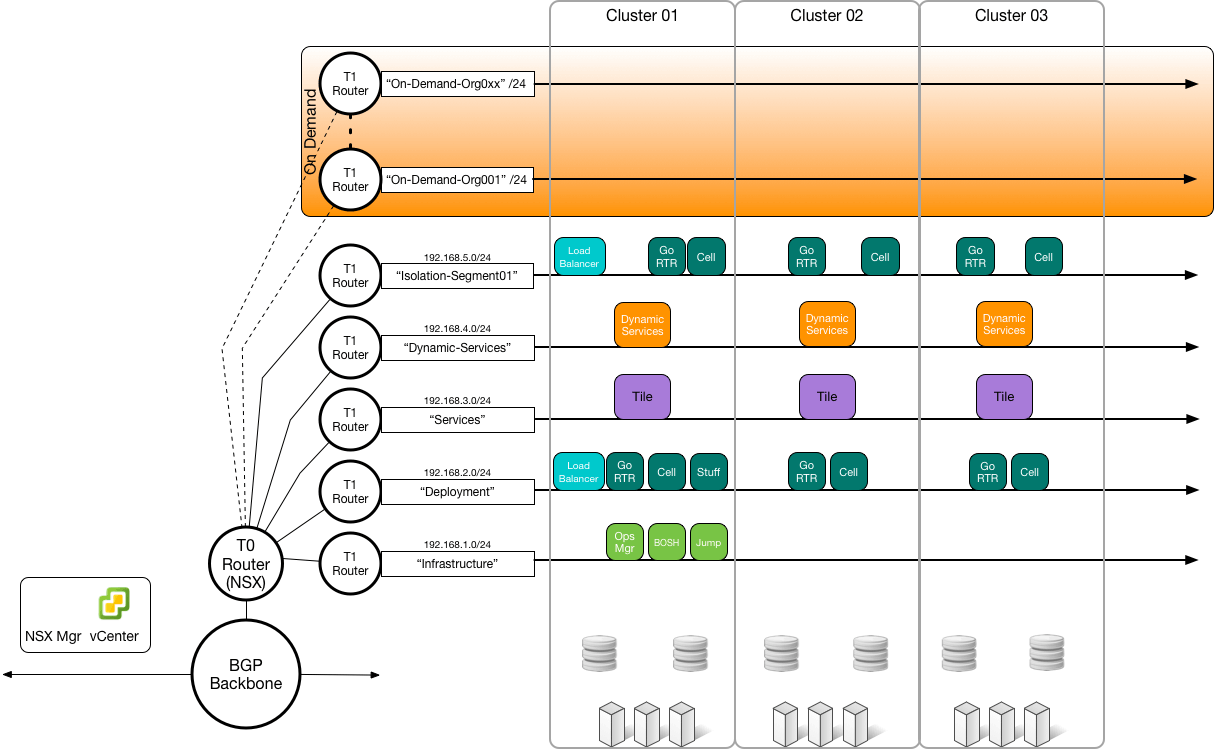 Cluster 01
Cluster 02
Cluster 03
On Demand
T1
Router
“On-Demand-Org0xx” /24
T1
Router
“On-Demand-Org001” /24
T1
Router
192.168.5.0/24
“Isolation-Segment01”
Load
Balancer
Go
RTR
Cell
Go
RTR
Cell
Go
RTR
Cell
T1
Router
192.168.4.0/24
“Dynamic-Services”
Dynamic
Services
Dynamic
Services
Dynamic
Services
T1
Router
192.168.3.0/24
“Services”
Tile
Tile
Tile
T1
Router
192.168.2.0/24
“Deployment”
Load
Balancer
Go
RTR
Cell
Stuff
Go
RTR
Cell
Go
RTR
Cell
T1
Router
192.168.1.0/24
“Infrastructure”
Ops
Mgr
BOSH
Jump
T0
Router
(NSX)
NSX Mgr
vCenter
BGP
Backbone